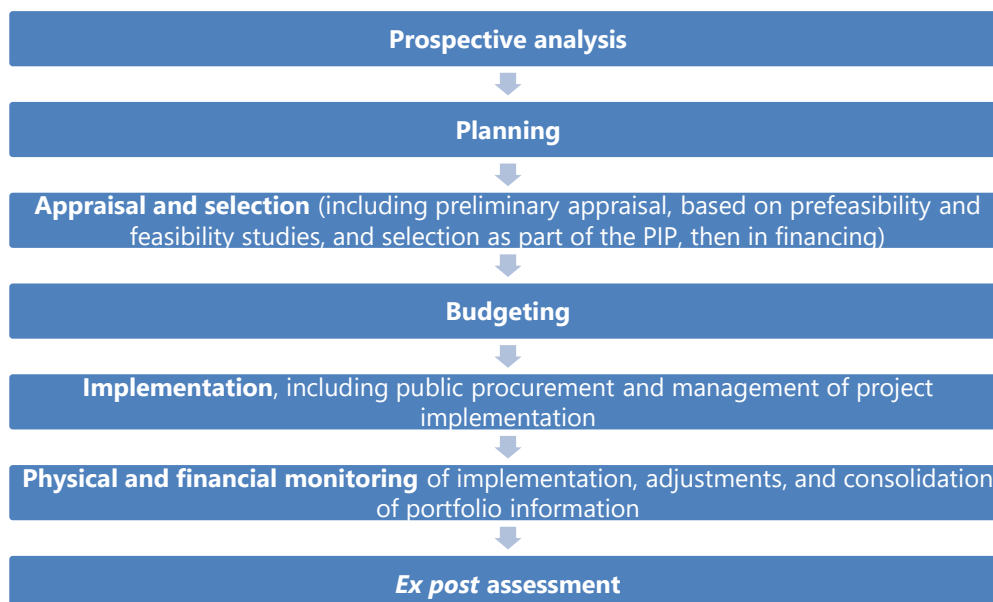 Prospective analysis
Planning
Appraisal and selection (including preliminary appraisal, based on prefeasibility and
feasibility studies, and selection as part of the PIP, then in financing)
Budgeting
Implementation, including public procurement and management of project
implementation
Physical and financial monitoring of implementation, adjustments, and consolidation
of portfolio information
Ex post assessment